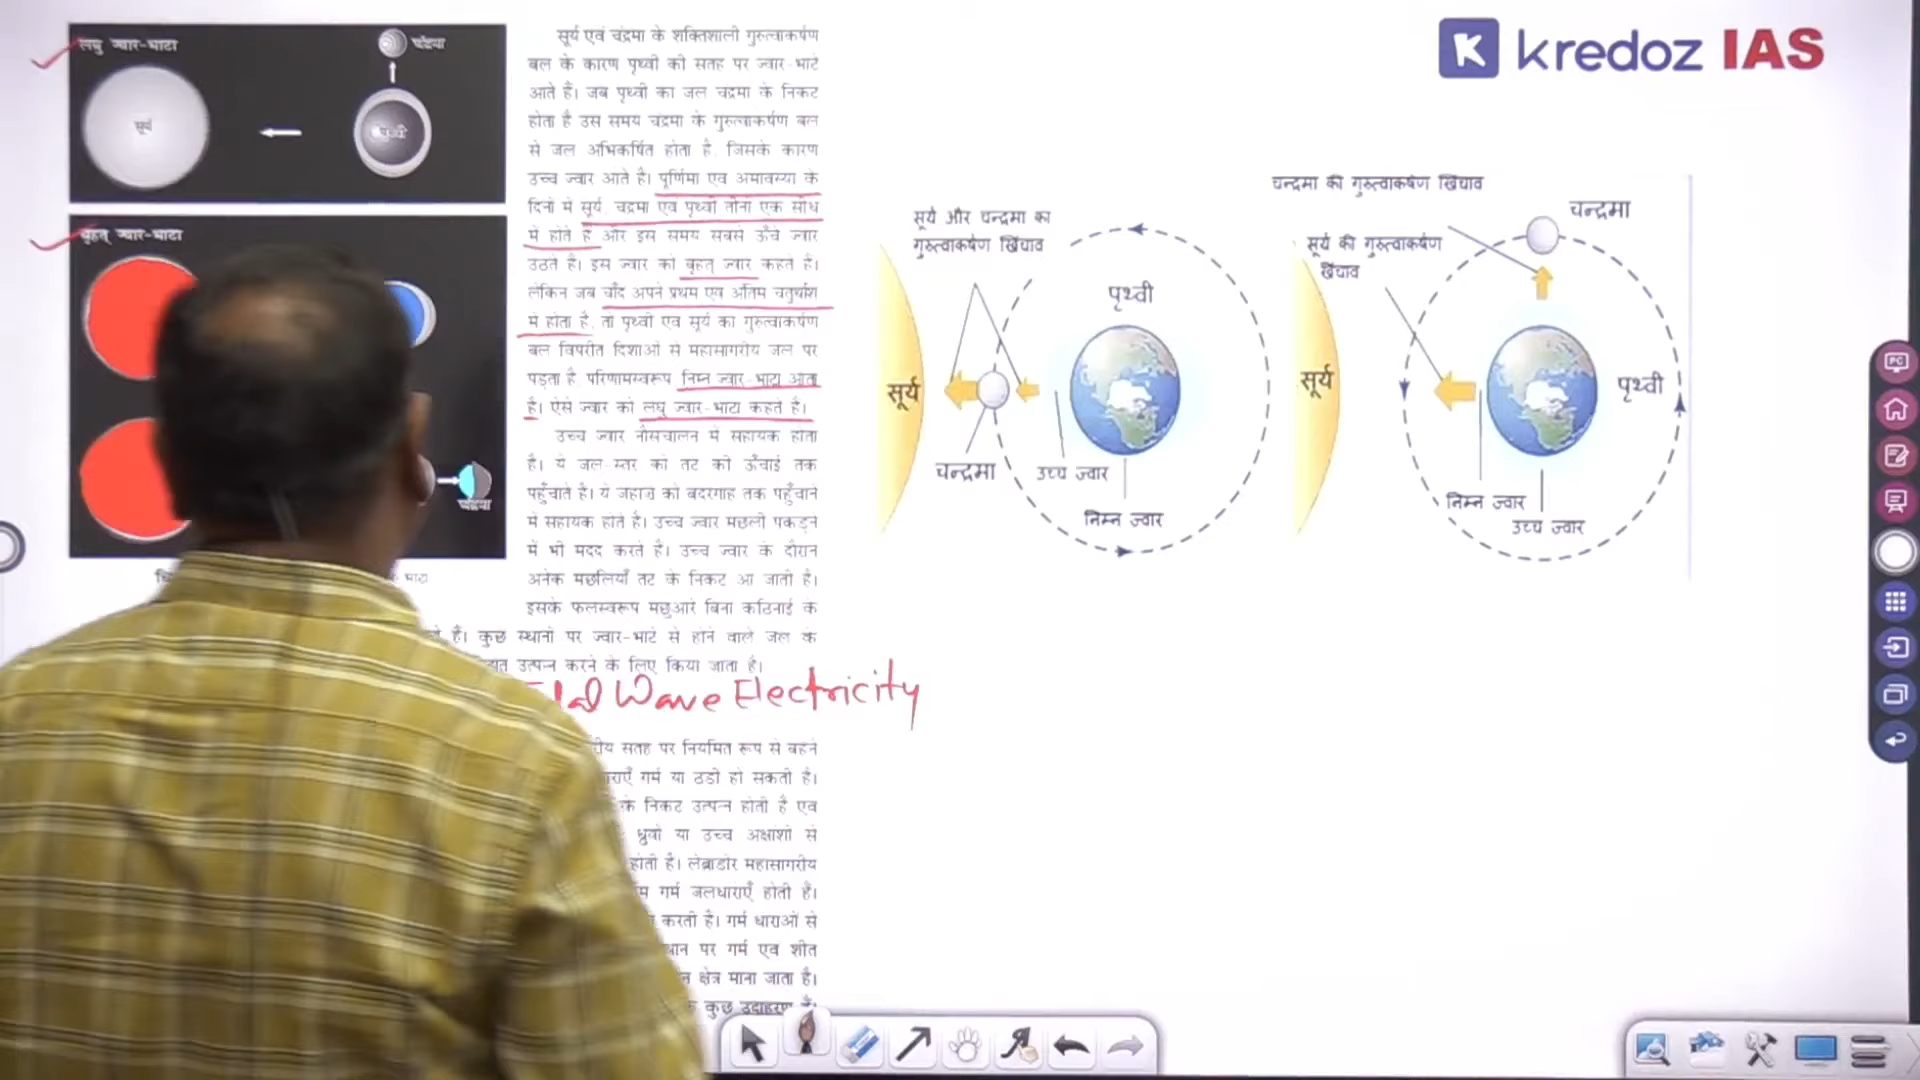 लघु ज्वार-भाटा
चंद्रमा
सूर्य
पृथ्वी
बृहत् ज्वार-भाटा
चंद्रमा
भाटा
सूर्य एवं चंद्रमा के शक्तिशाली गुरुत्वाकर्षण
बल के कारण पृथ्वी की सतह पर ज्वार-भाटे
आते हैं। जब पृथ्वी का जल चंद्रमा के निकट
होता है उस समय चंद्रमा के गुरुत्वाकर्षण बल
से जल अभिकर्षित होता है, जिसके कारण
उच्च ज्वार आते हैं। पूर्णिमा एवं अमावस्या के
दिनों में सूर्य, चंद्रमा एवं पृथ्वी तीनों एक सीध
में होते हैं और इस समय सबसे ऊँचे ज्वार
उठते हैं। इस ज्वार को बृहत् ज्वार कहते हैं।
लेकिन जब चाँद अपने प्रथम एवं अंतिम चतुर्थांश
में होता है, तो पृथ्वी एवं सूर्य का गुरुत्वाकर्षण
बल विपरीत दिशाओं से महासागरीय जल पर
पड़ता है, परिणामस्वरूप निम्न ज्वार-भाटा आता
है। ऐसे ज्वार को लघु ज्वार-भाटा कहते हैं।
उच्च ज्वार नौसंचालन में सहायक होता
है। ये जल-स्तर को तट की ऊँचाई तक
पहुँचाते हैं। ये जहाज़ को बंदरगाह तक पहुँचाने
में सहायक होते हैं। उच्च ज्वार मछली पकड़ने
में भी मदद करते हैं। उच्च ज्वार के दौरान
अनेक मछलियाँ तट के निकट आ जाती हैं।
इसके फलस्वरूप मछुआरे बिना कठिनाई के
हैं। कुछ स्थानों पर ज्वार-भाटे से होने वाले जल के
उत्पन्न करने के लिए किया जाता है।
Wave Electricity
सतह पर नियमित रूप से बहने
गर्म या ठंडी हो सकती हैं।
के निकट उत्पन्न होती हैं एवं
ध्रुवों या उच्च अक्षांशों से
होती हैं। लेब्राडोर महासागरीय
गर्म जलधाराएँ होती हैं।
करती हैं। गर्म धाराओं से
पर गर्म एवं शीत
क्षेत्र माना जाता है।
कुछ उदाहरण हैं।
kredoz IAS
सूर्य और चन्द्रमा का
गुरुत्वाकर्षण खिंचाव
पृथ्वी
सूर्य
चन्द्रमा
उच्च ज्वार
निम्न ज्वार
चन्द्रमा की गुरुत्वाकर्षण खिंचाव
चन्द्रमा
सूर्य की गुरुत्वाकर्षण
खिंचाव
सूर्य
पृथ्वी
निम्न ज्वार
उच्च ज्वार
PC